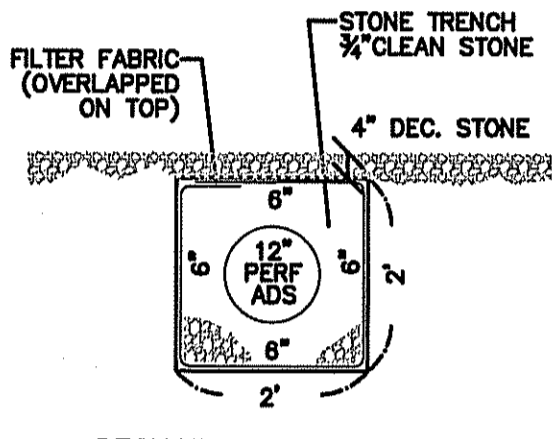 STONE TRENCH
¾" CLEAN STONE
FILTER FABRIC
(OVERLAPPED
ON TOP)
4" DEC. STONE
6"
6"
12"
PERF
ADS
6"
2'
6"
2'